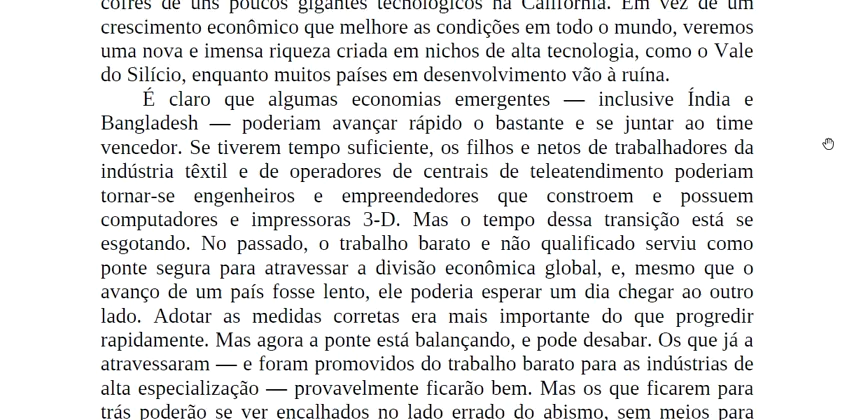 cofres de uns poucos gigantes tecnológicos na Califórnia. Em vez de um
crescimento econômico que melhore as condições em todo o mundo, veremos
uma nova e imensa riqueza criada em nichos de alta tecnologia, como o Vale
do Silício, enquanto muitos países em desenvolvimento vão à ruína.
É claro que algumas economias emergentes — inclusive Índia e
Bangladesh — poderiam avançar rápido o bastante e se juntar ao time
vencedor. Se tiverem tempo suficiente, os filhos e netos de trabalhadores da
indústria têxtil e de operadores de centrais de teleatendimento poderiam
tornar-se engenheiros e empreendedores que constroem e possuem
computadores e impressoras 3-D. Mas o tempo dessa transição está se
esgotando. No passado, o trabalho barato e não qualificado serviu como
ponte segura para atravessar a divisão econômica global, e, mesmo que o
avanço de um país fosse lento, ele poderia esperar um dia chegar ao outro
lado. Adotar as medidas corretas era mais importante do que progredir
rapidamente. Mas agora a ponte está balançando, e pode desabar. Os que já a
atravessaram — e foram promovidos do trabalho barato para as indústrias de
alta especialização — provavelmente ficarão bem. Mas os que ficarem para
trás poderão se ver encalhados no lado errado do abismo, sem meios para